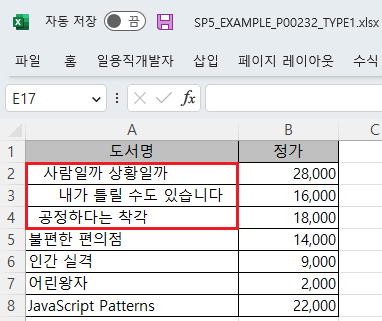 자동 저장 끔 SP5_EXAMPLE_P00232_TYPE1.xlsx
파일 홈 일용직개발자 삽입 페이지 레이아웃 수식
E17 fx
A B C
1 도서명 정가
2 사람일까 상황일까 28,000
3 내가 틀릴 수도 있습니다 16,000
4 공정하다는 착각 18,000
5 불편한 편의점 14,000
6 인간 실격 9,000
7 어린왕자 2,000
8 JavaScript Patterns 22,000